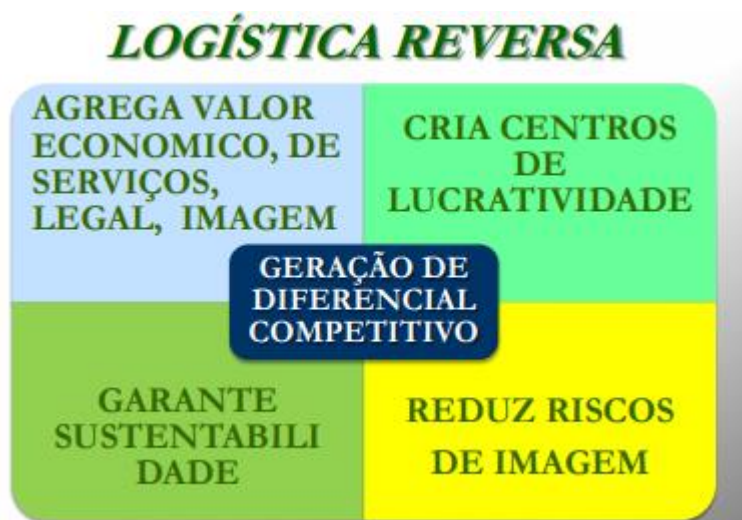 LOGÍSTICA REVERSA
AGREGA VALOR
ECONOMICO, DE
SERVIÇOS,
LEGAL, IMAGEM
CRIA CENTROS
DE
LUCRATIVIDADE
GERAÇÃO DE
DIFERENCIAL
COMPETITIVO
GARANTE
SUSTENTABILI
DADE
REDUZ RISCOS
DE IMAGEM